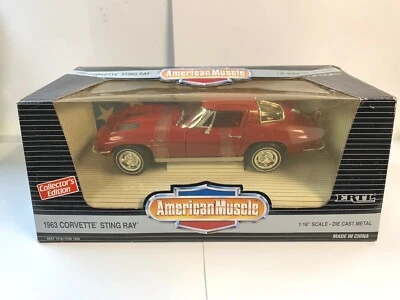 1963 CORVETTE STING RAY
AmericanMuscle
Collector's
Edition
ERTL
1963 CORVETTE STING RAY
AmericanMuscle
1/18 SCALE - DIE CAST METAL
MADE IN CHINA